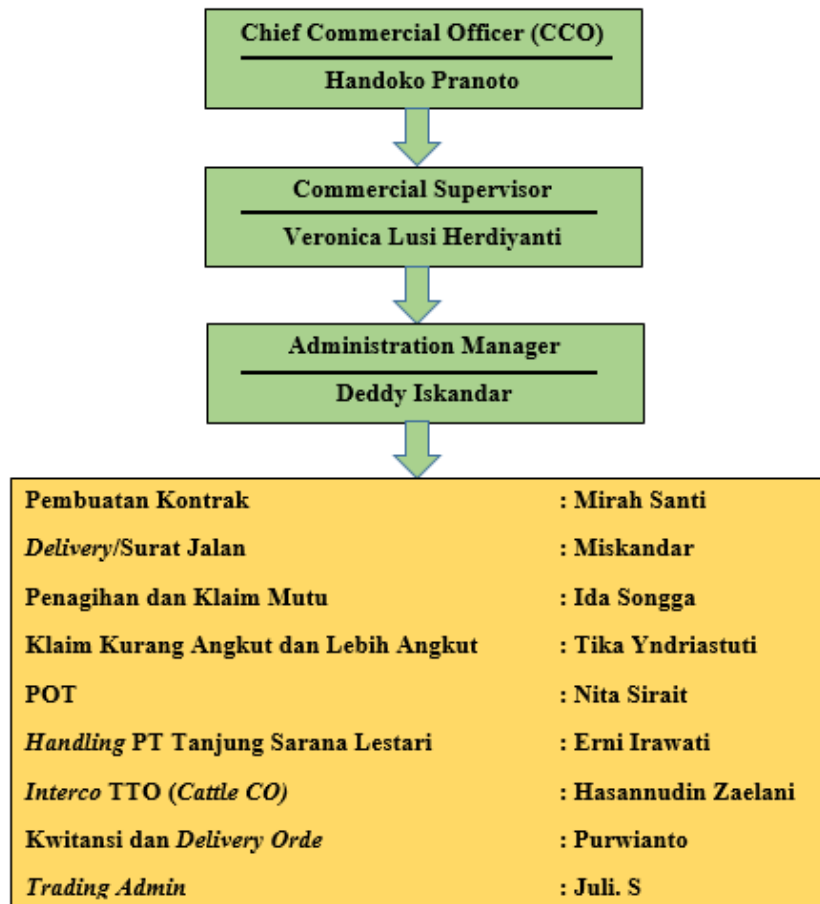 Chief Commercial Officer (CCO)
Handoko Pranoto
Commercial Supervisor
Veronica Lusi Herdiyanti
Administration Manager
Deddy Iskandar
Pembuatan Kontrak : Mirah Santi
Delivery/Surat Jalan : Miskandar
Penagihan dan Klaim Mutu : Ida Songga
Klaim Kurang Angkut dan Lebih Angkut : Tika Yndriastuti
POT : Nita Sirait
Handling PT Tanjung Sarana Lestari : Erni Irawati
Interco TTO (Cattle CO) : Hasannudin Zaelani
Kwitansi dan Delivery Orde : Purwianto
Trading Admin : Juli. S